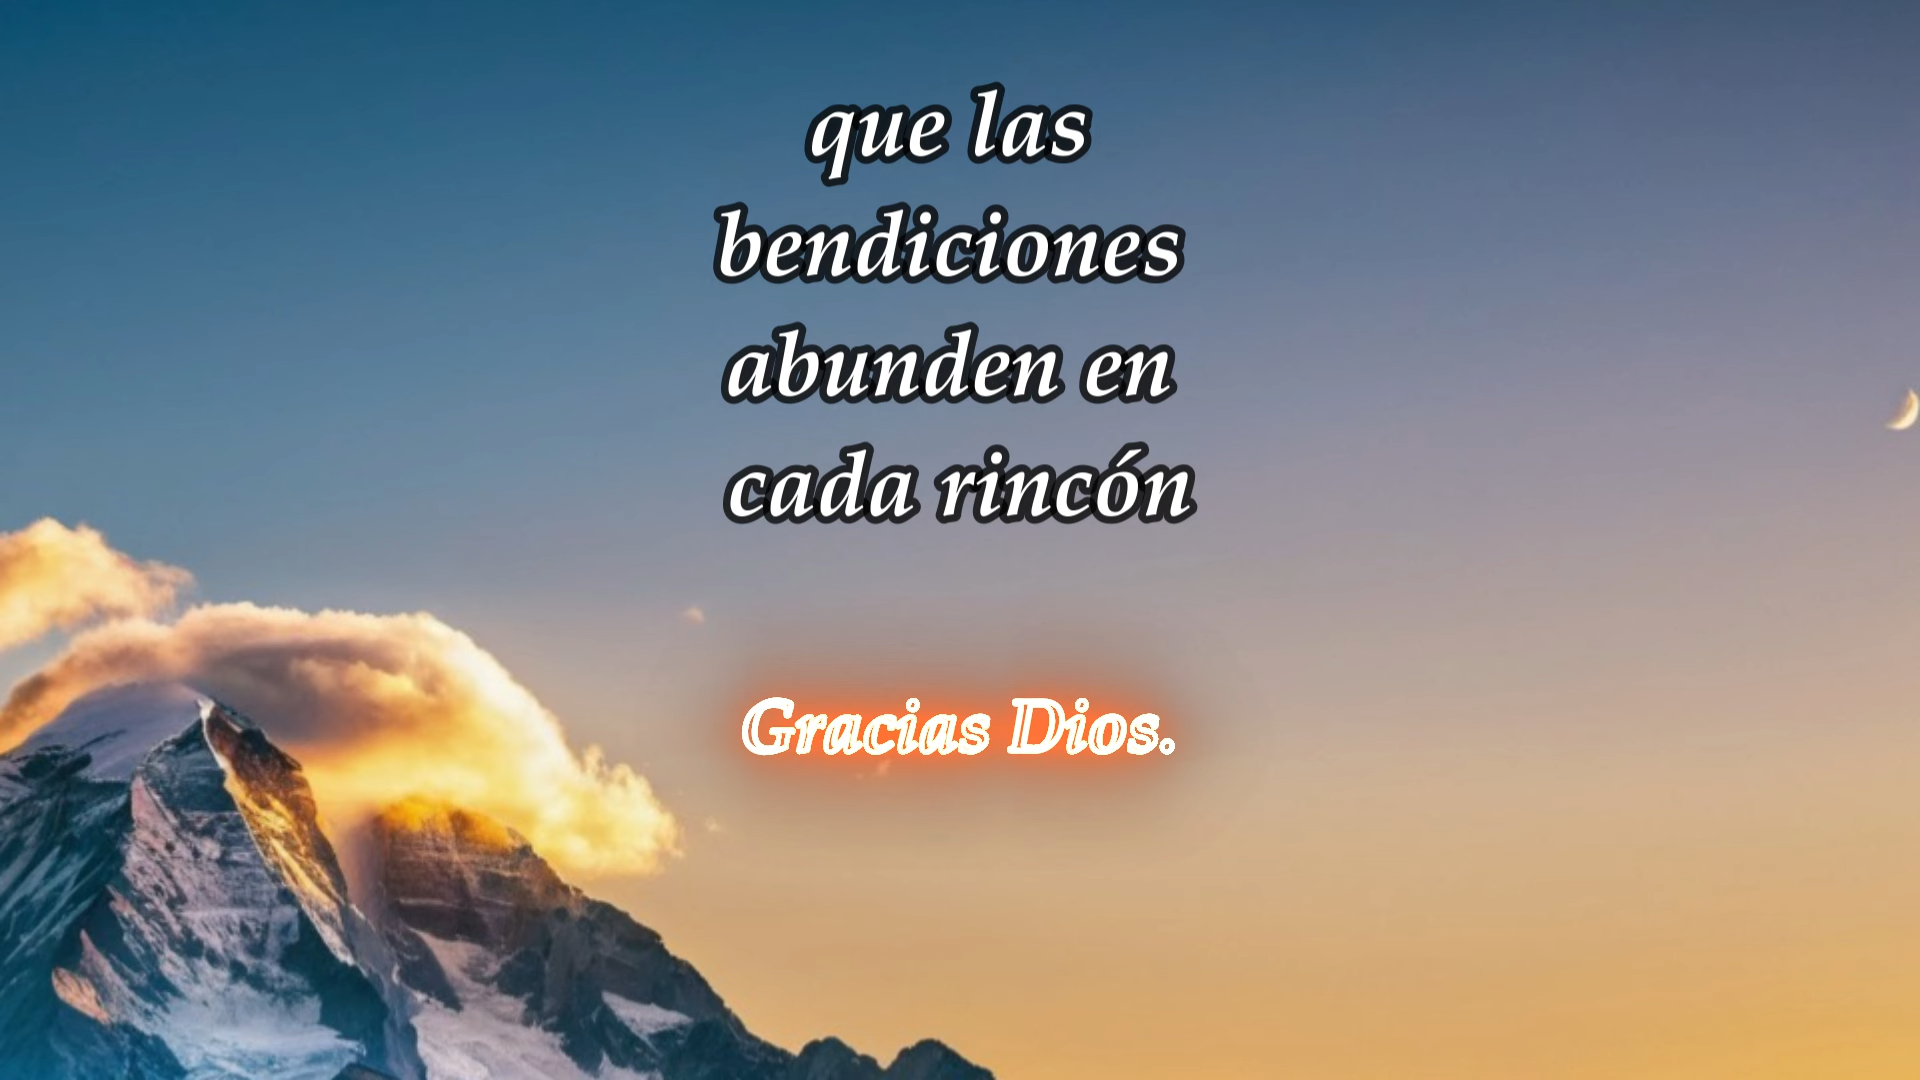 que las
bendiciones
abunden en
cada rincón
Gracias Dios.